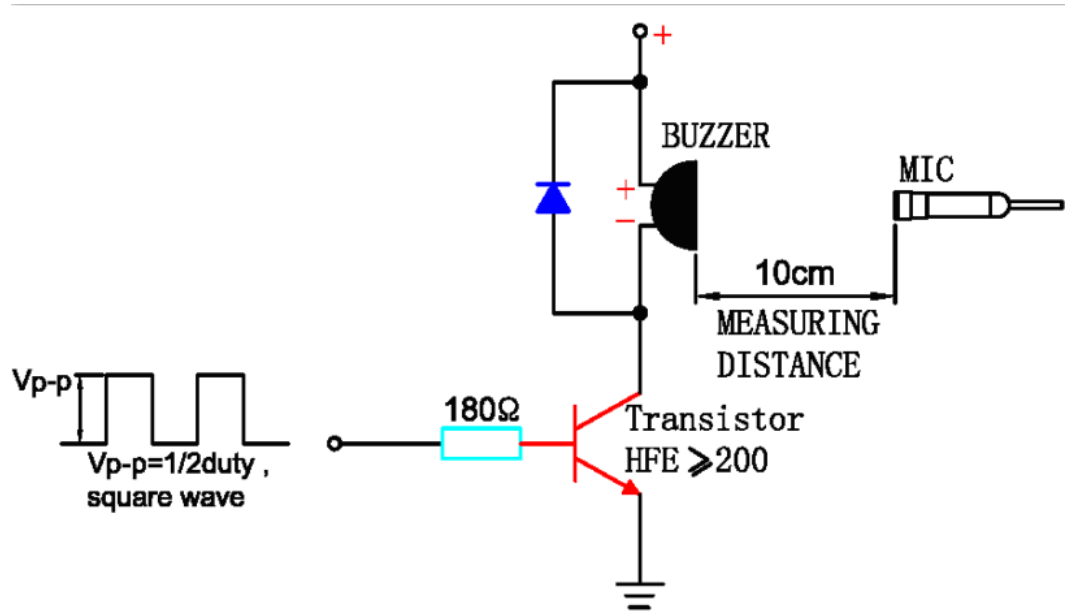 +
BUZZER
MIC
+
−
10cm
MEASURING
DISTANCE
Vp-p
180Ω
Transistor
HFE ⩾200
Vp-p=1/2duty ,
square wave